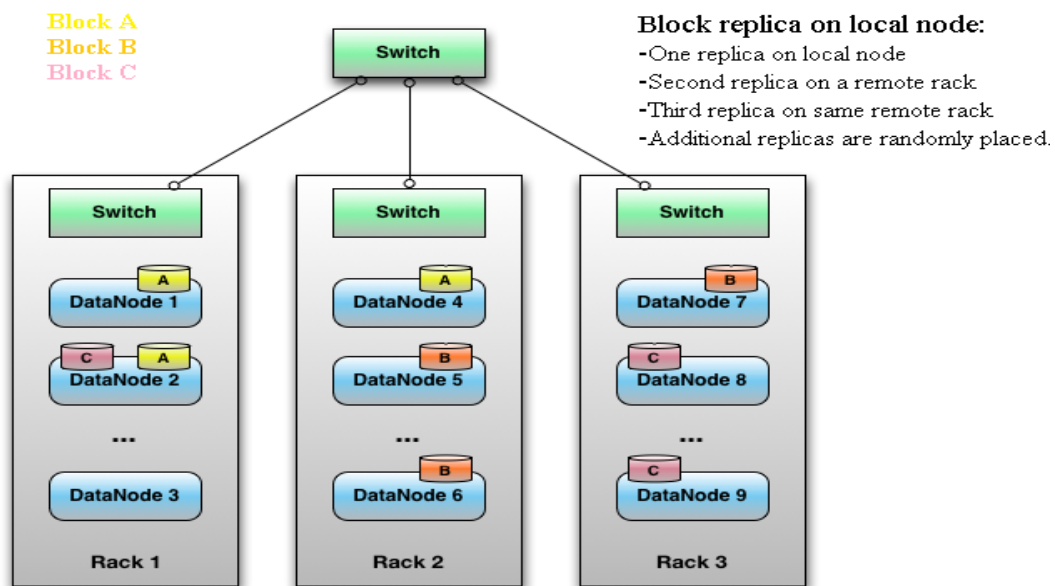 Block A
Block B
Block C
Switch
Block replica on local node:
-One replica on local node
-Second replica on a remote rack
-Third replica on same remote rack
-Additional replicas are randomly placed.
Switch
A
DataNode 1
C A
DataNode 2
...
DataNode 3
Rack 1
Switch
A
DataNode 4
B
DataNode 5
...
B
DataNode 6
Rack 2
Switch
B
DataNode 7
C
DataNode 8
...
C
DataNode 9
Rack 3